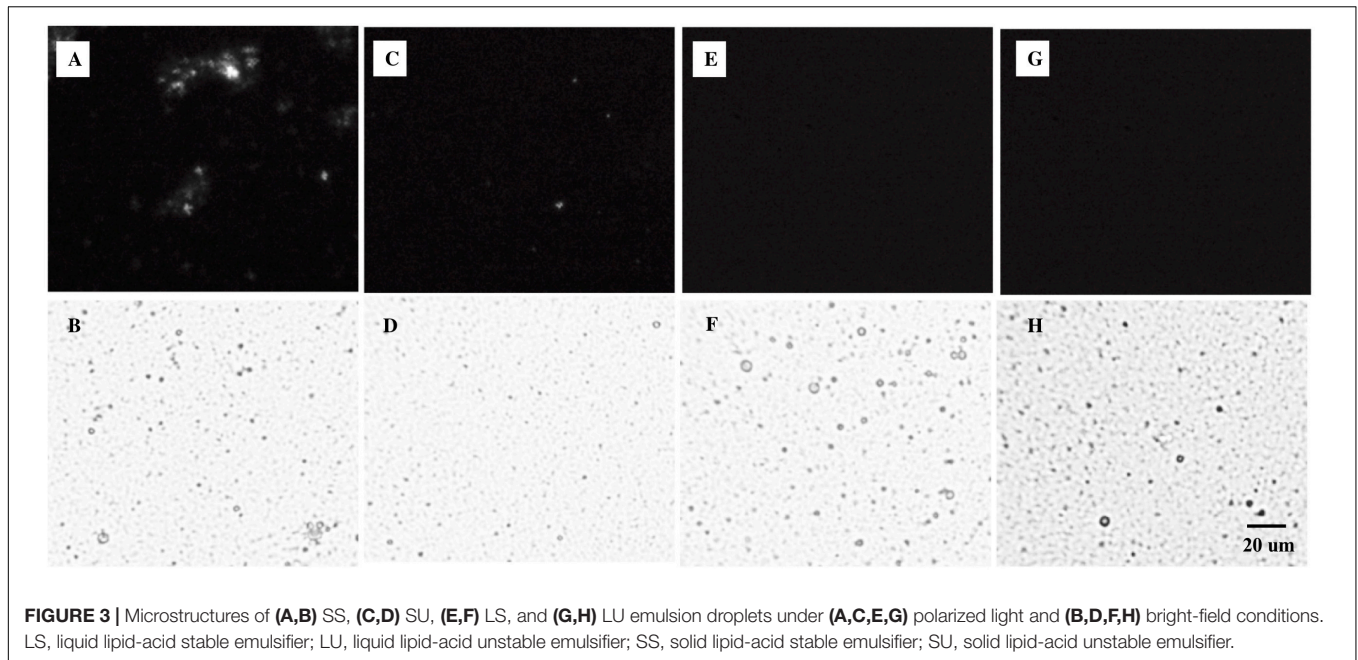 A
C
E
G
B
D
F
H
20 um
FIGURE 3 | Microstructures of (A,B) SS, (C,D) SU, (E,F) LS, and (G,H) LU emulsion droplets under (A,C,E,G) polarized light and (B,D,F,H) bright-field conditions.
LS, liquid lipid-acid stable emulsifier; LU, liquid lipid-acid unstable emulsifier; SS, solid lipid-acid stable emulsifier; SU, solid lipid-acid unstable emulsifier.